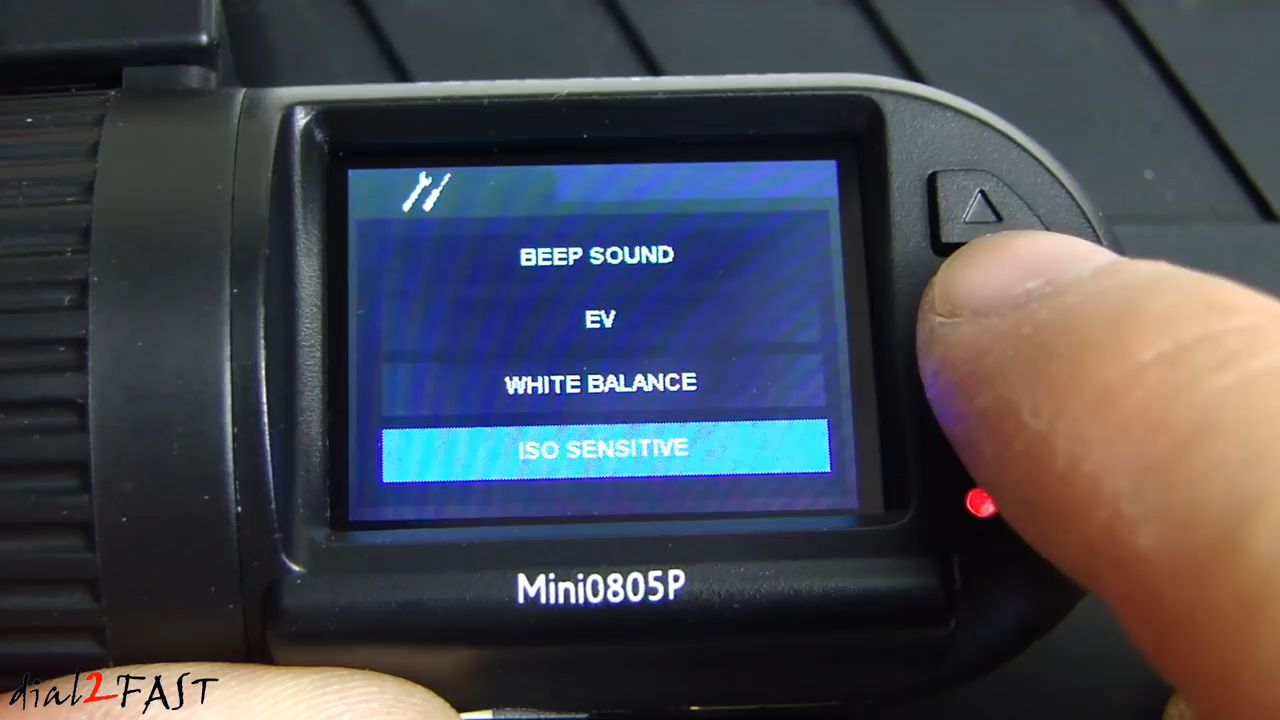 BEEP SOUND
EV
WHITE BALANCE
ISO SENSITIVE
Mini0805P
dial2FAST